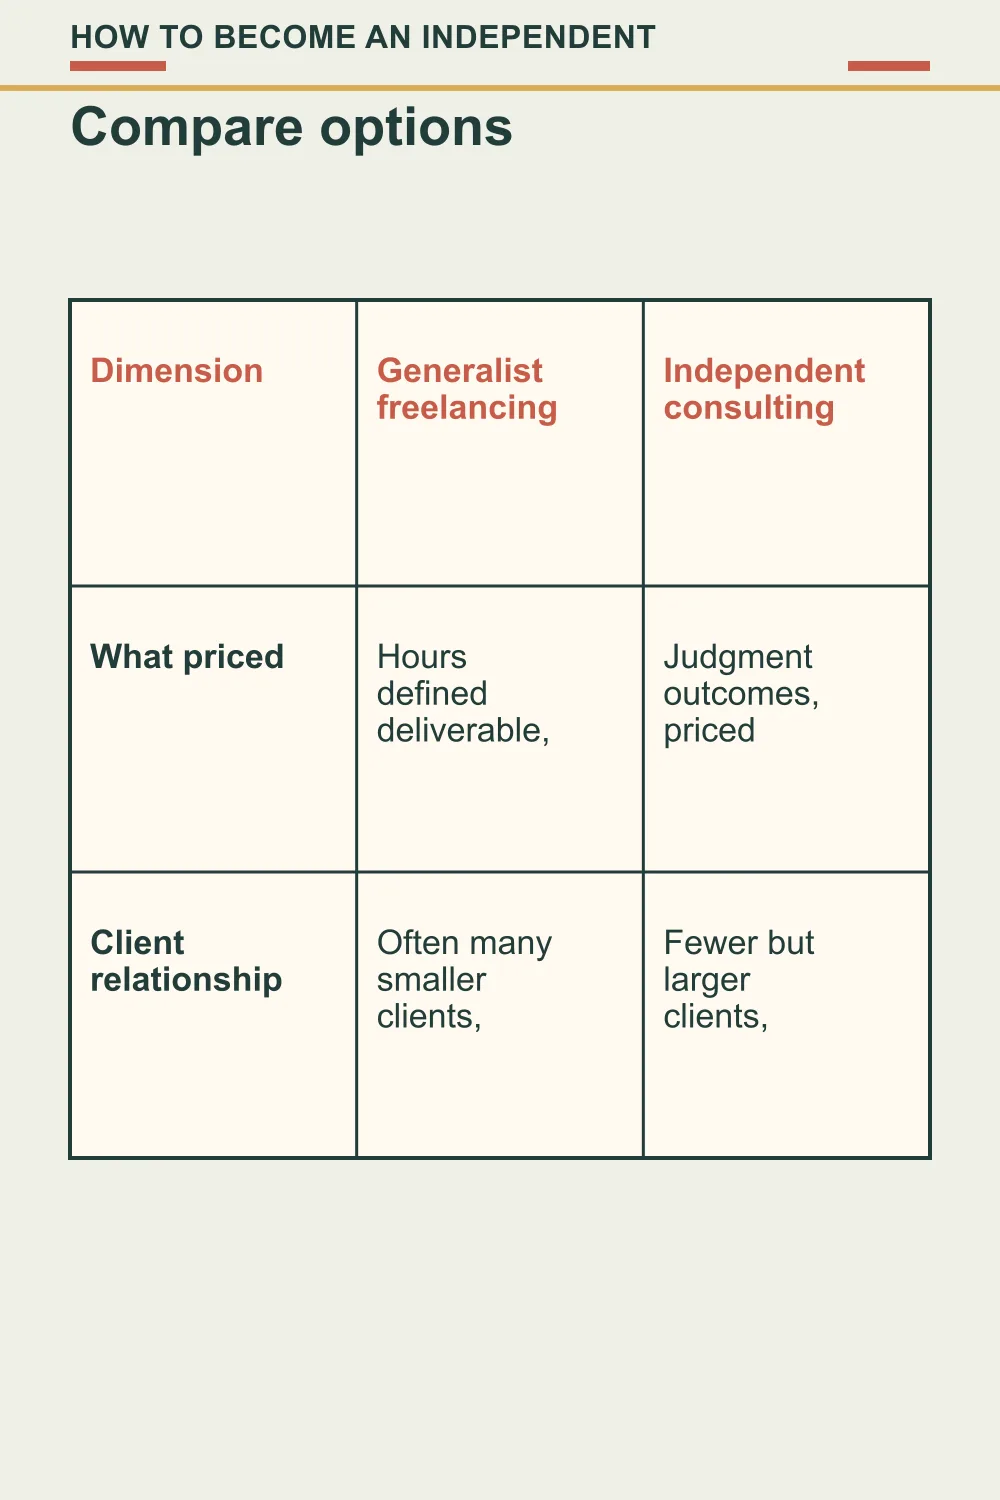 HOW TO BECOME AN INDEPENDENT
Compare options
Dimension
Generalist
freelancing
Independent
consulting
What priced
Hours
defined
deliverable,
Judgment
outcomes,
priced
Client
relationship
Often many
smaller
clients,
Fewer but
larger
clients,